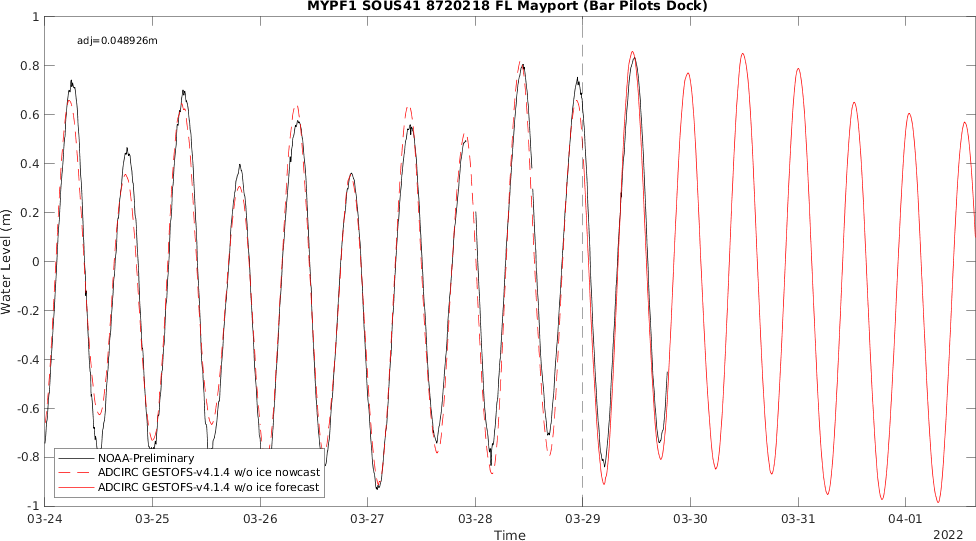 MYPF1 SOUS41 8720218 FL Mayport (Bar Pilots Dock)
adj=0.048926m
1
0.8
0.6
0.4
0.2
0
-0.2
-0.4
-0.6
-0.8
-1
Water Level (m)
NOAA-Preliminary
ADCIRC GESTOFS-v4.1.4 w/o ice nowcast
ADCIRC GESTOFS-v4.1.4 w/o ice forecast
03-24 03-25 03-26 03-27 03-28 03-29 03-30 03-31 04-01
Time
2022